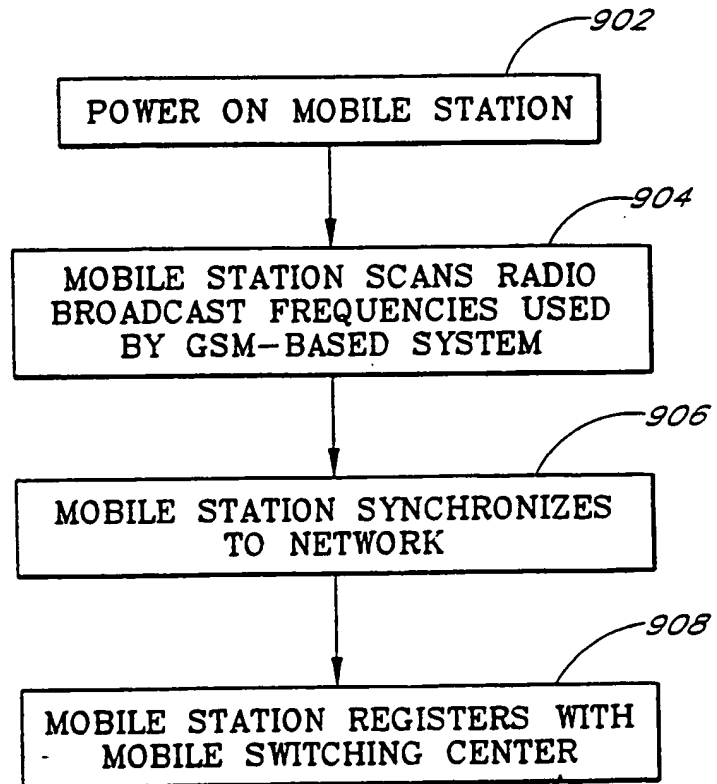 902
POWER ON MOBILE STATION
904
MOBILE STATION SCANS RADIO
BROADCAST FREQUENCIES USED
BY GSM-BASED SYSTEM
906
MOBILE STATION SYNCHRONIZES
TO NETWORK
908
MOBILE STATION REGISTERS WITH
MOBILE SWITCHING CENTER